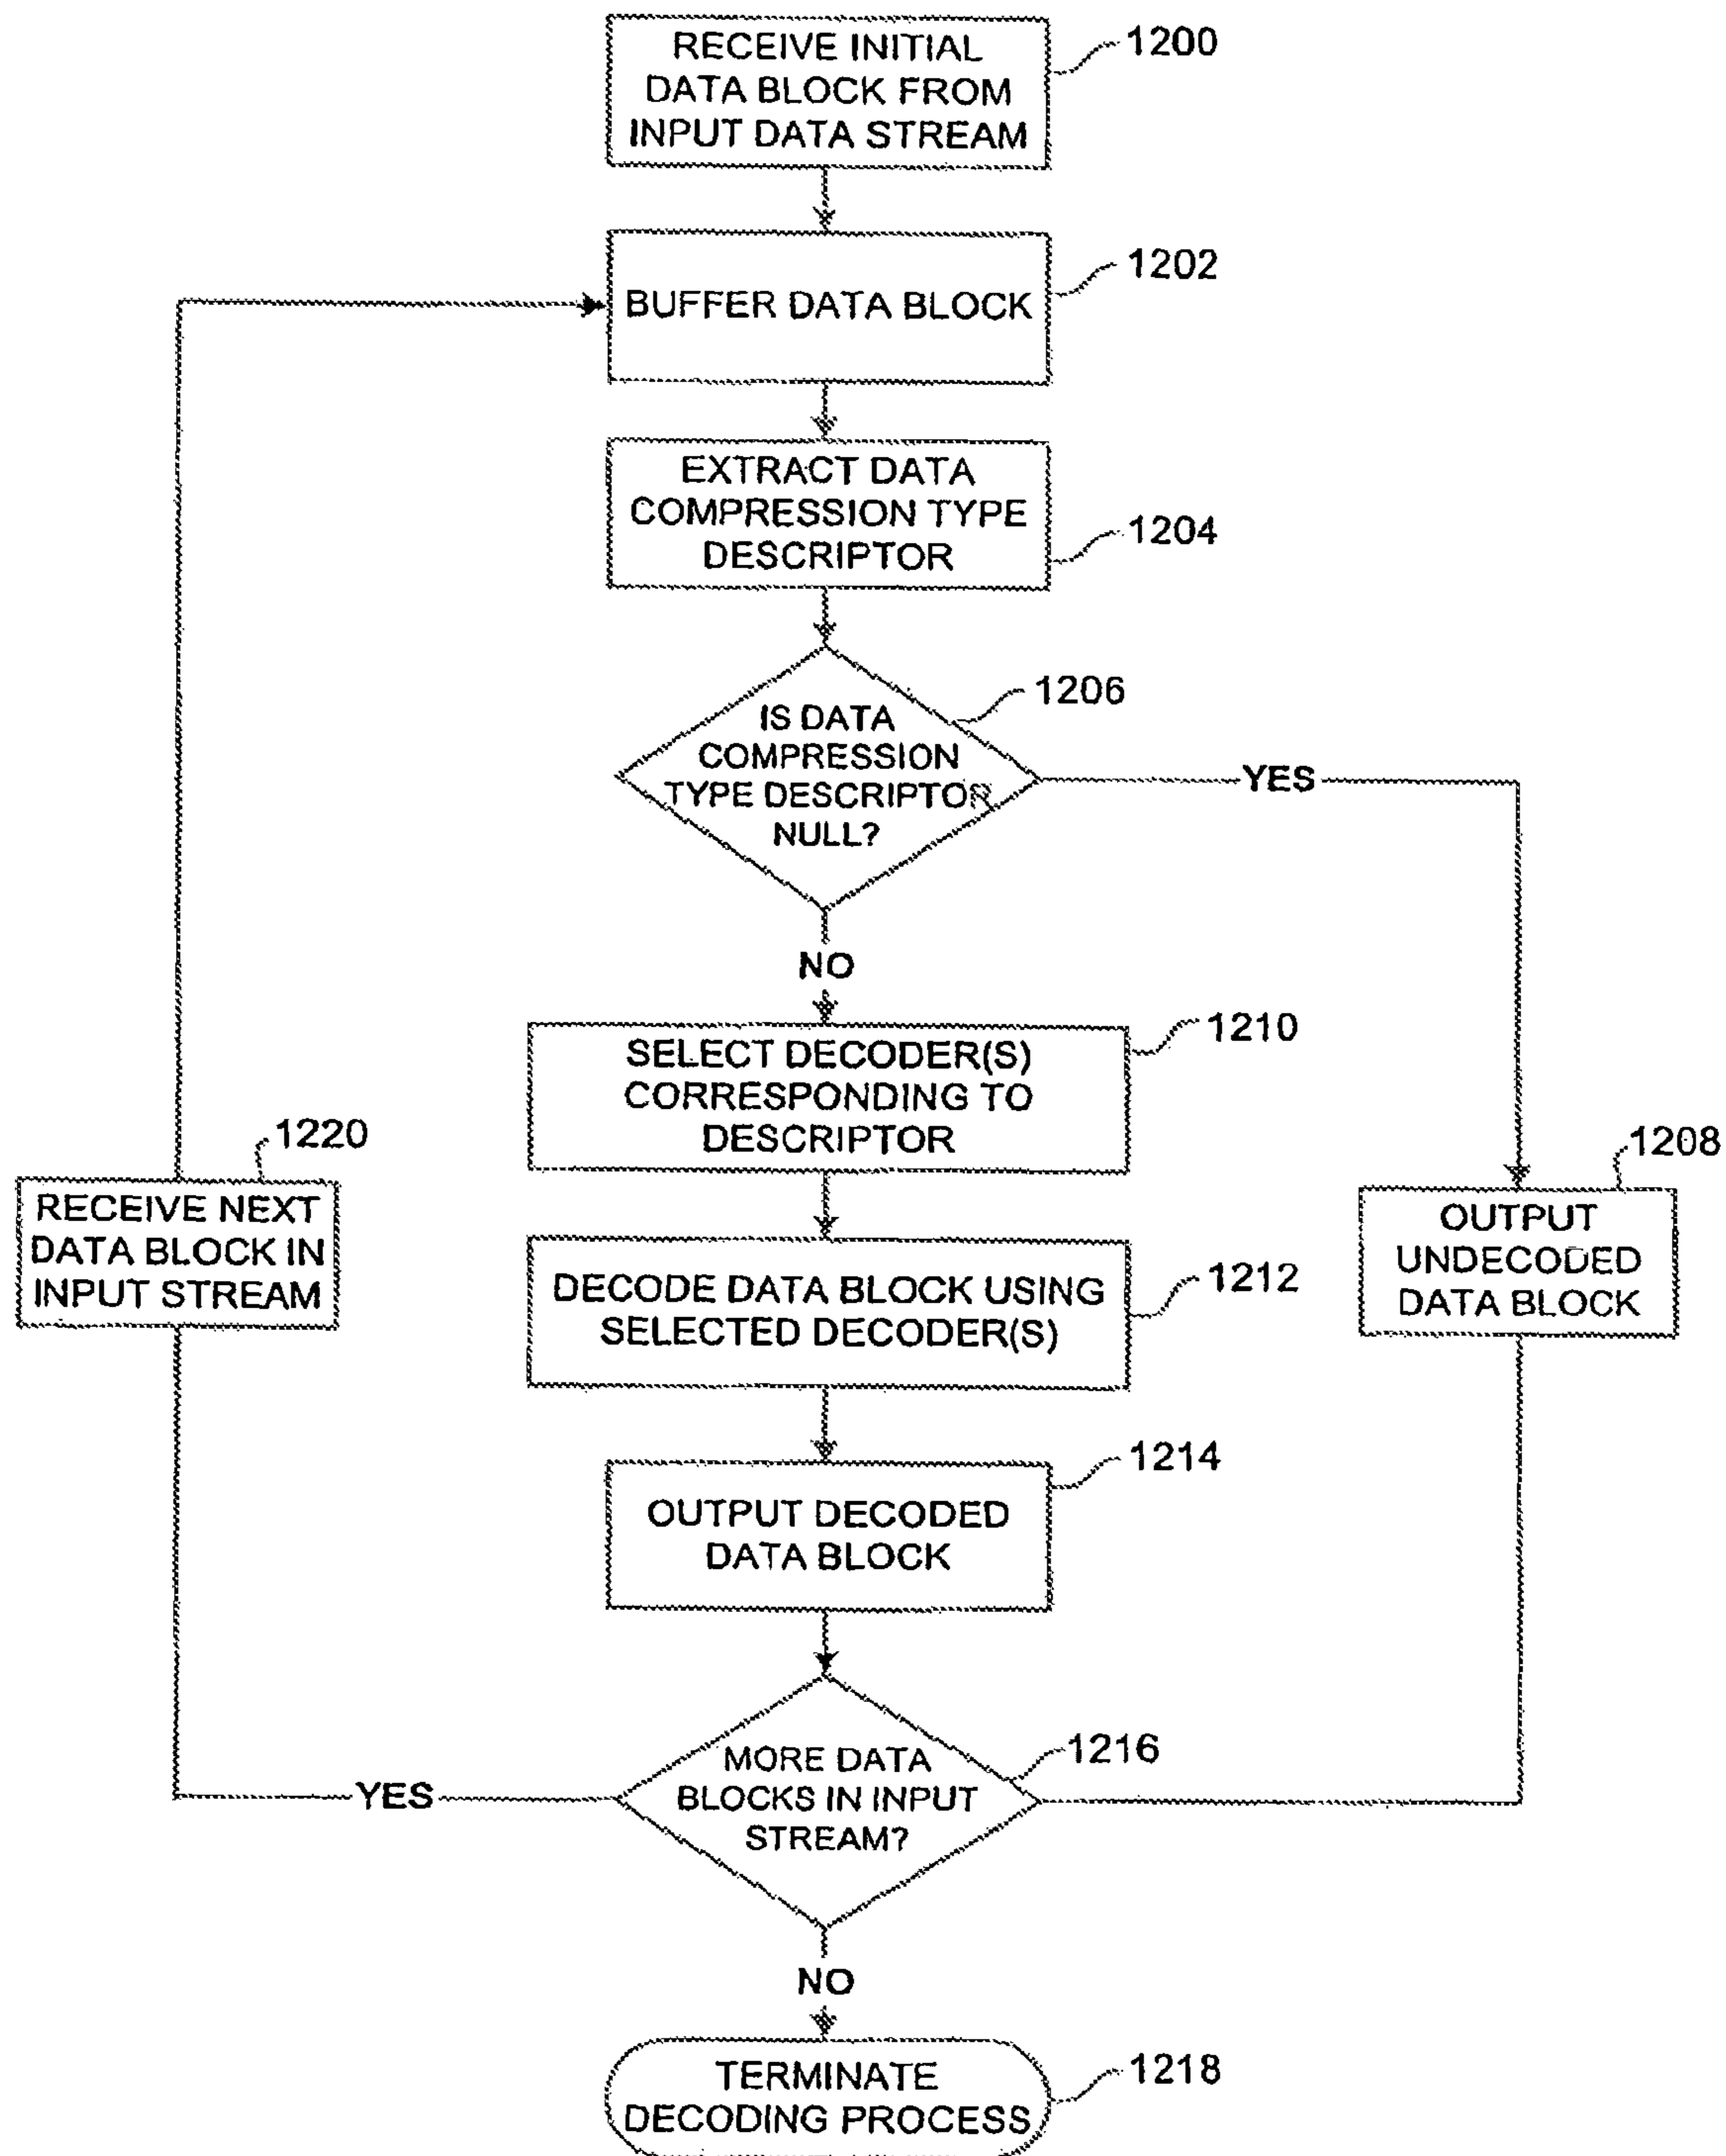 RECEIVE INITIAL
DATA BLOCK FROM
INPUT DATA STREAM
1200
BUFFER DATA BLOCK
1202
EXTRACT DATA
COMPRESSION TYPE
DESCRIPTOR
1204
IS DATA
COMPRESSION
TYPE DESCRIPTOR
NULL?
1206
YES
NO
SELECT DECODER(S)
CORRESPONDING TO
DESCRIPTOR
1210
1220
RECEIVE NEXT
DATA BLOCK IN
INPUT STREAM
1208
OUTPUT
UNDECODED
DATA BLOCK
DECODE DATA BLOCK USING
SELECTED DECODER(S)
1212
OUTPUT DECODED
DATA BLOCK
1214
MORE DATA
BLOCKS IN INPUT
STREAM?
1216
YES
NO
TERMINATE
DECODING PROCESS
1218